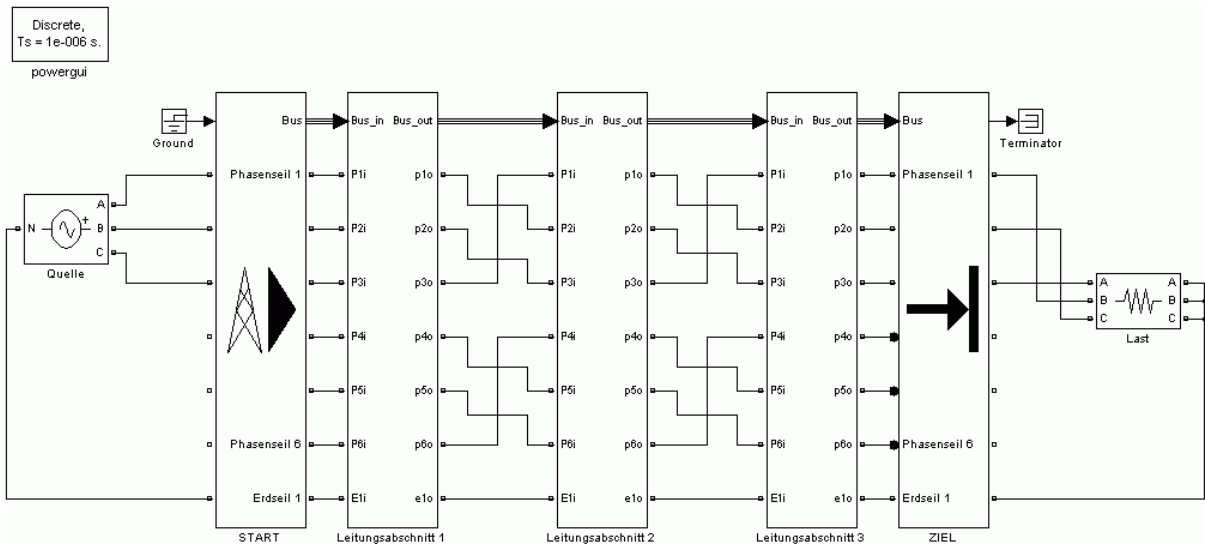 Discrete,
Ts = 1e-006 s.
powergui
Ground
Bus
Bus_in Bus_out
Bus_in Bus_out
Bus_in Bus_out
Bus
Terminator
Phasenseil 1
P1i p1o
P1i p1o
P1i p1o
Phasenseil 1
N + A B C
Quelle
P2i p2o
P2i p2o
P2i p2o
P3i p3o
P3i p3o
P3i p3o
A B C A B C
Last
P4i p4o
P4i p4o
P4i p4o
P5i p5o
P5i p5o
P5i p5o
Phasenseil 6
P6i p6o
P6i p6o
P6i p6o
Phasenseil 6
Erdseil 1
E1i e1o
E1i e1o
E1i e1o
Erdseil 1
START
Leitungsabschnitt 1
Leitungsabschnitt 2
Leitungsabschnitt 3
ZIEL